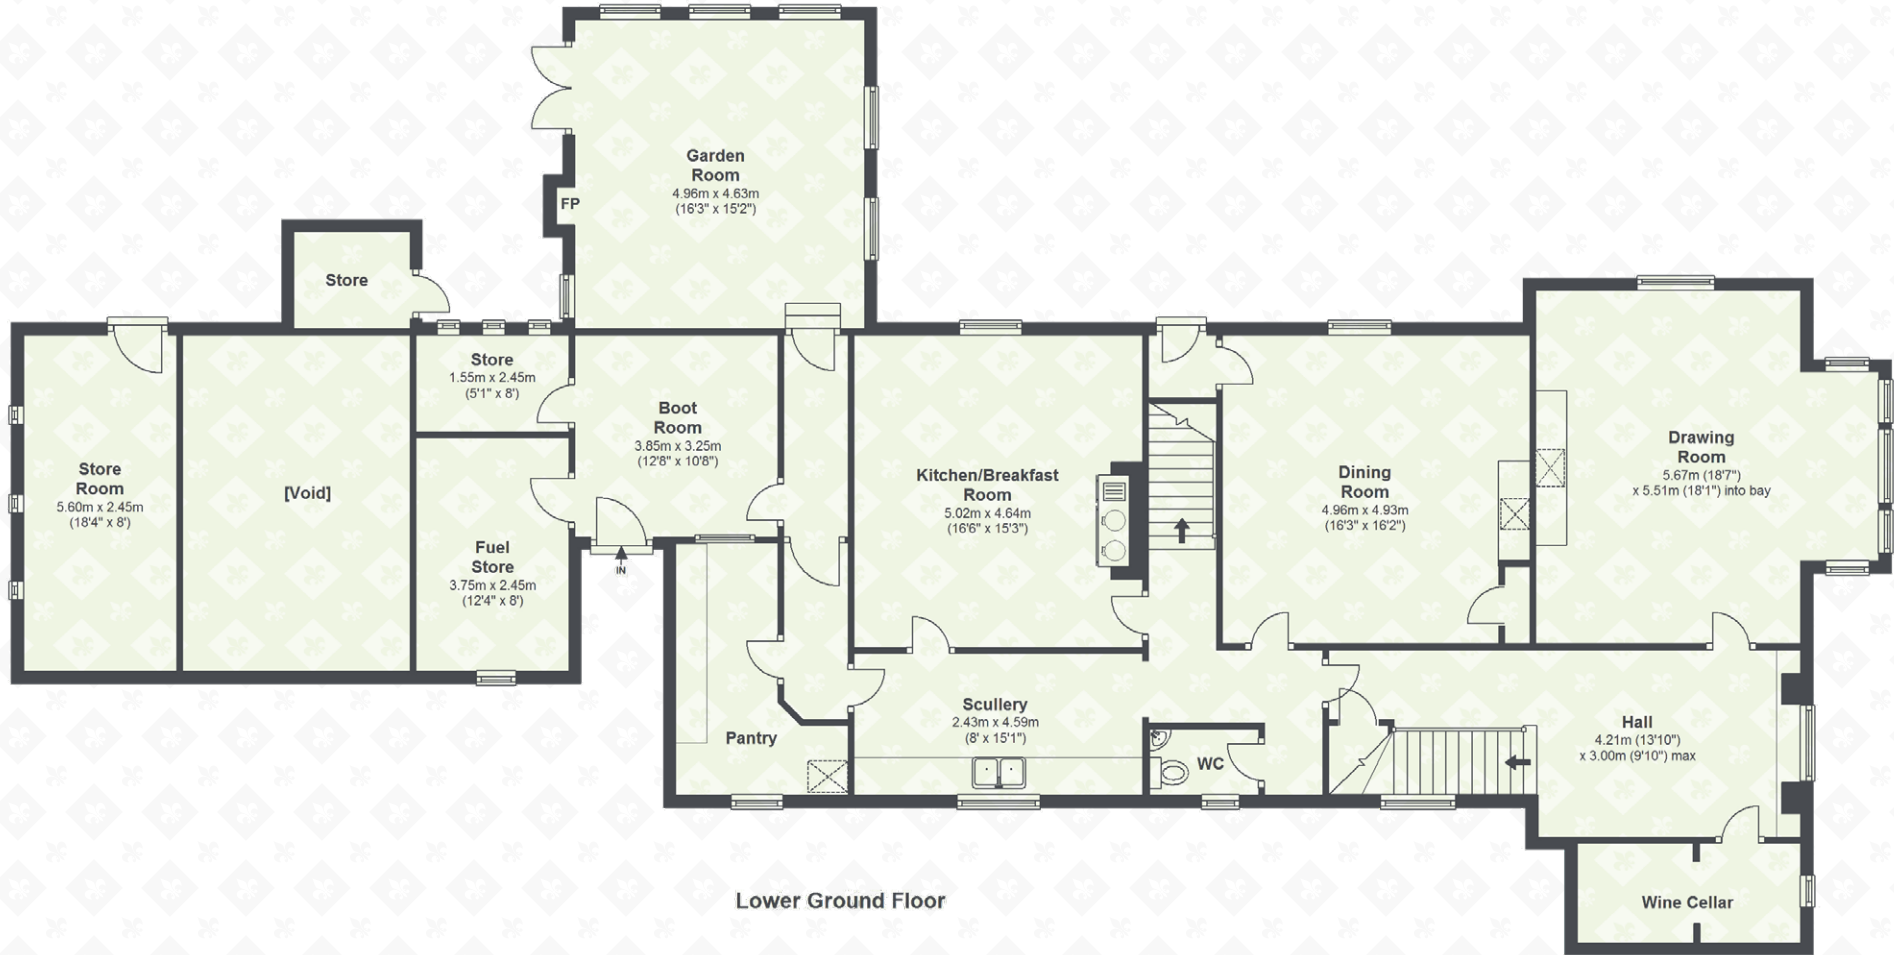 Garden
Room
4.96m x 4.63m
(16'3" x 15'2")
FP
Store
Store
1.55m x 2.45m
(5'1" x 8')
Boot
Room
3.85m x 3.25m
(12'8" x 10'8")
Store
Room
5.60m x 2.45m
(18'4" x 8')
[Void]
Fuel
Store
3.75m x 2.45m
(12'4" x 8')
IN
Kitchen/Breakfast
Room
5.02m x 4.64m
(16'6" x 15'3")
Dining
Room
4.96m x 4.93m
(16'3" x 16'2")
Drawing
Room
5.67m (18'7")
x 5.51m (18'1") into bay
Pantry
Scullery
2.43m x 4.59m
(8' x 15'1")
WC
Hall
4.21m (13'10")
x 3.00m (9'10") max
Wine Cellar
Lower Ground Floor